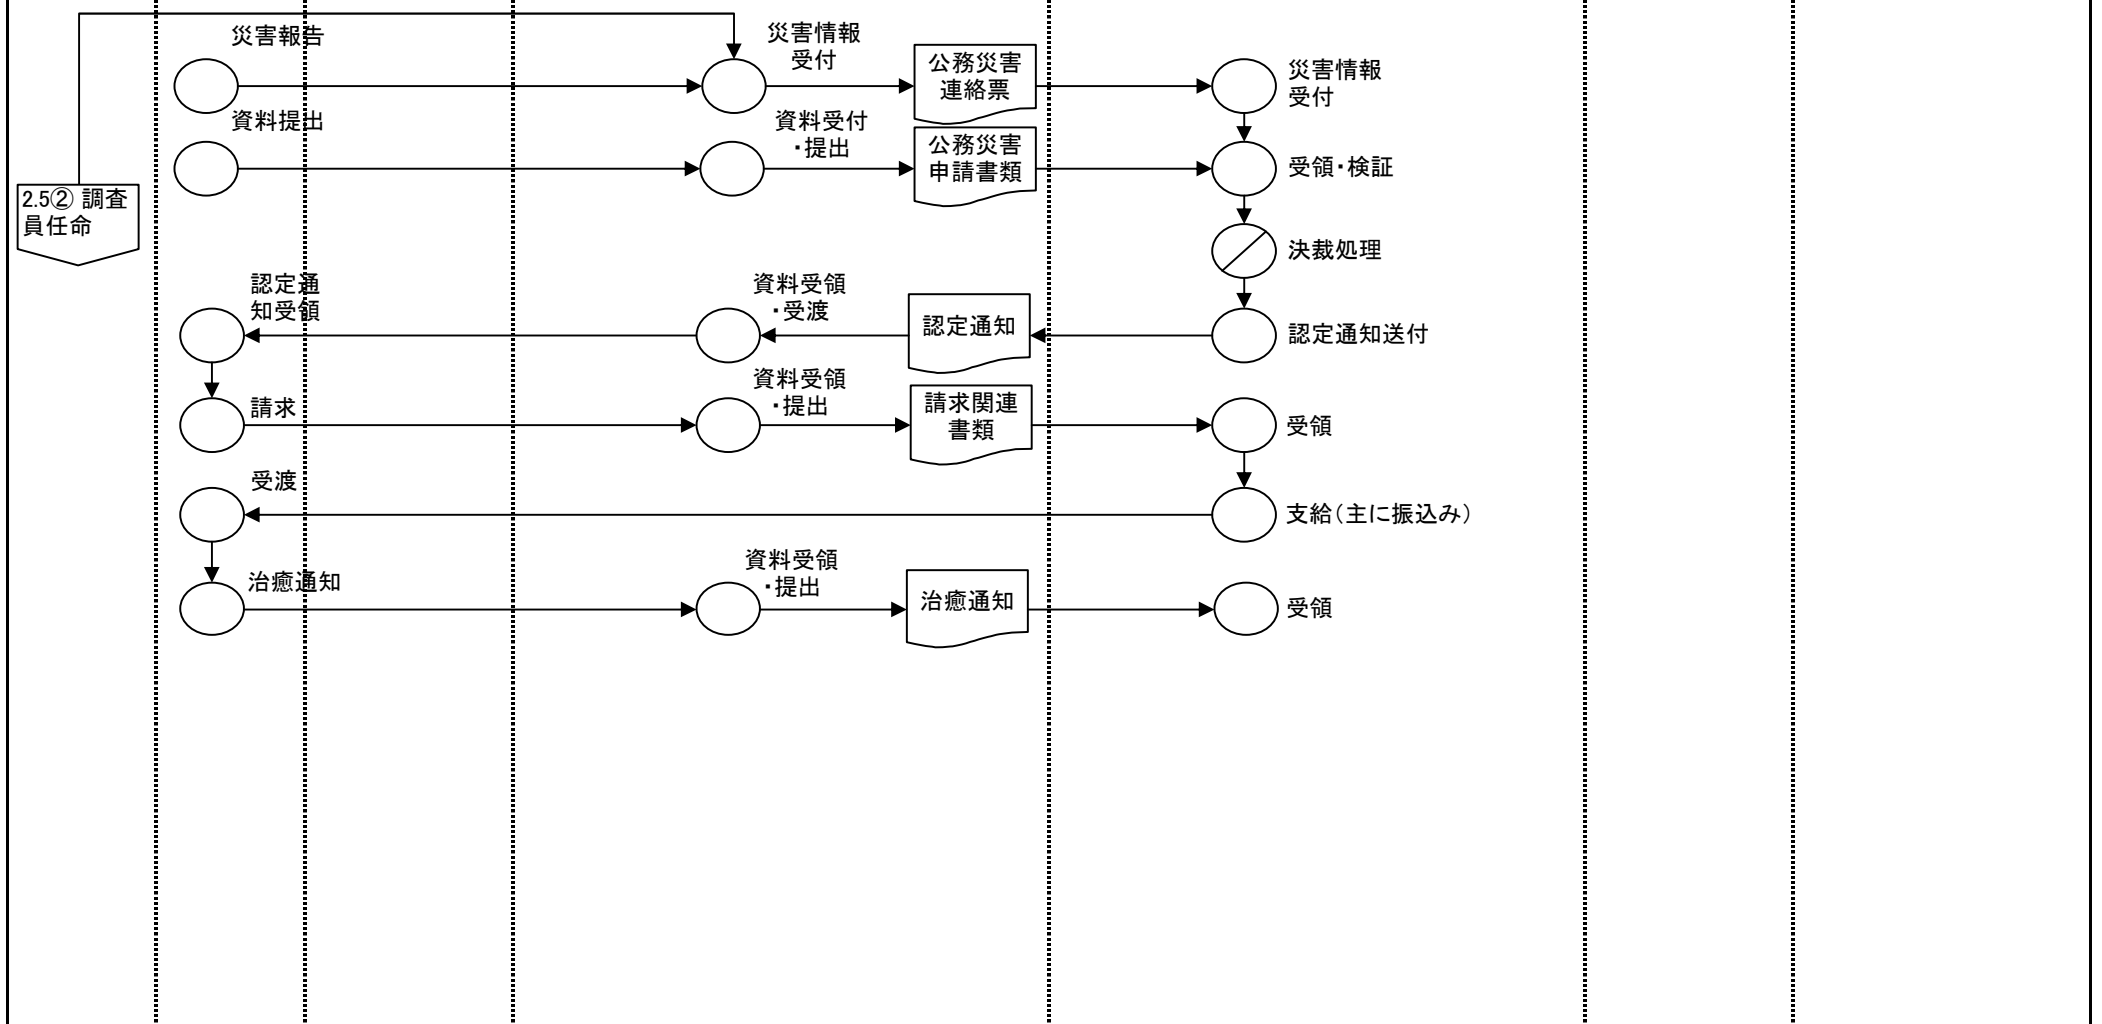 災害報告
災害情報
受付
公務災害
連絡票
災害情報
受付
資料提出
資料受付
・提出
公務災害
申請書類
受領・検証
2.5② 調査
員任命
決裁処理
認定通
知受領
資料受領
・受渡
認定通知
認定通知送付
請求
資料受領
・提出
請求関連
書類
受領
受渡
支給（主に振込み）
治癒通知
資料受領
・提出
治癒通知
受領